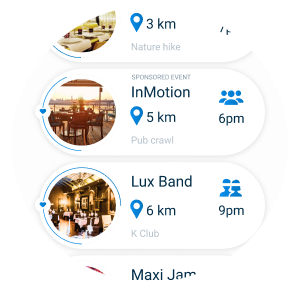 3 km
Nature hike
SPONSORED EVENT
InMotion
5 km
6pm
Pub crawl
Lux Band
6 km
9pm
K Club
Maxi Jam